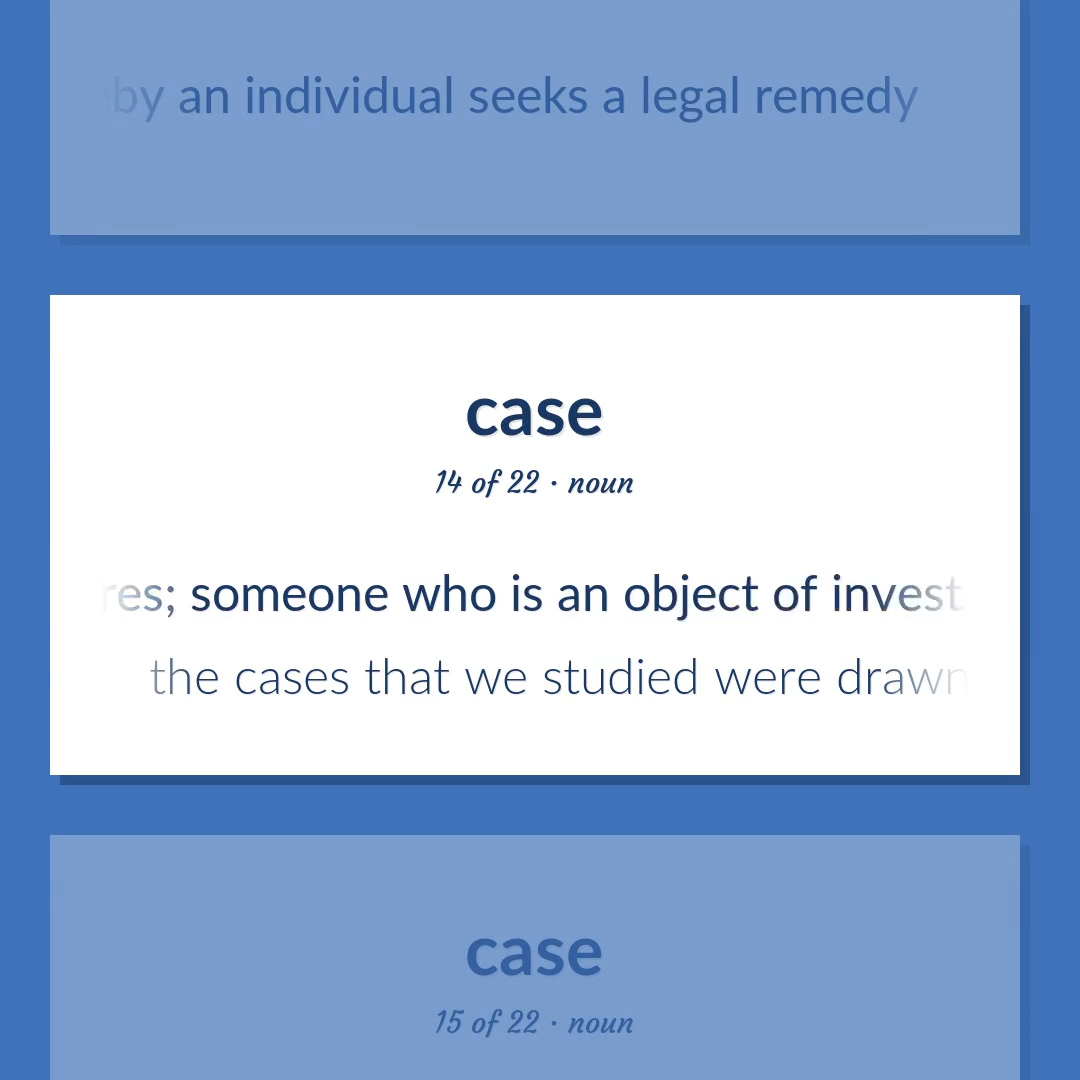 by an individual seeks a legal remedy
case
14 of 22 · noun
res; someone who is an object of invest
the cases that we studied were drawn
case
15 of 22 · noun